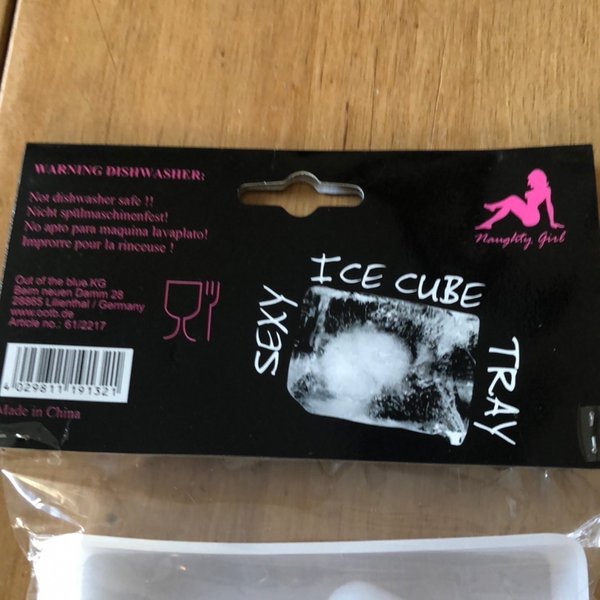 WARNING DISHWASHER:
Not dishwasher safe !!
Nicht spülmaschinenfest!
No apto para maquina lavaplato!
Improrre pour la rinceuse !
Out of the blue KG
Beim neuen Damm 28
28865 Lilienthal / Germany
www.ootb.de
Article no.: 61/2217
4 029811 191321
Made in China
Naughty Girl
SEXY
ICE CUBE
TRAY